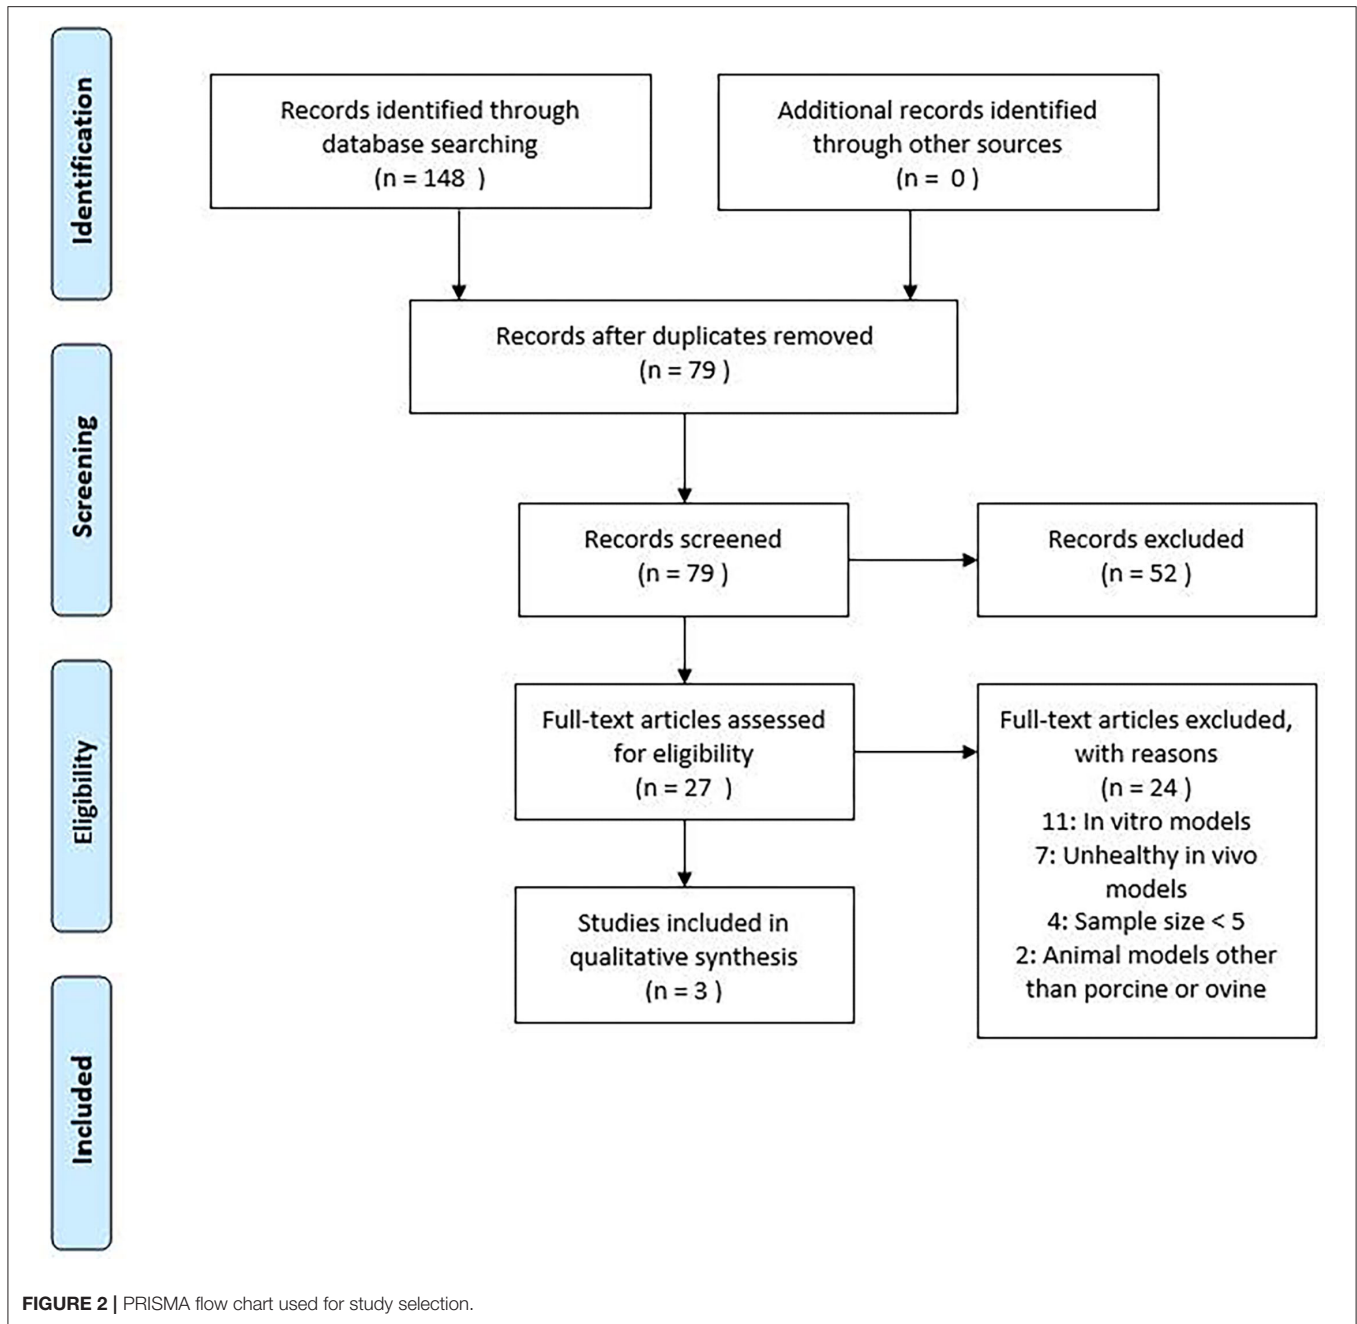 Identification
Records identified through
database searching
(n = 148 )
Additional records identified
through other sources
(n = 0 )
Records after duplicates removed
(n = 79 )
Screening
Records screened
(n = 79 )
Records excluded
(n = 52 )
Eligibility
Full-text articles assessed
for eligibility
(n = 27 )
Full-text articles excluded,
with reasons
(n = 24 )
11: In vitro models
7: Unhealthy in vivo
models
4: Sample size < 5
2: Animal models other
than porcine or ovine
Studies included in
qualitative synthesis
(n = 3 )
Included
FIGURE 2 | PRISMA flow chart used for study selection.